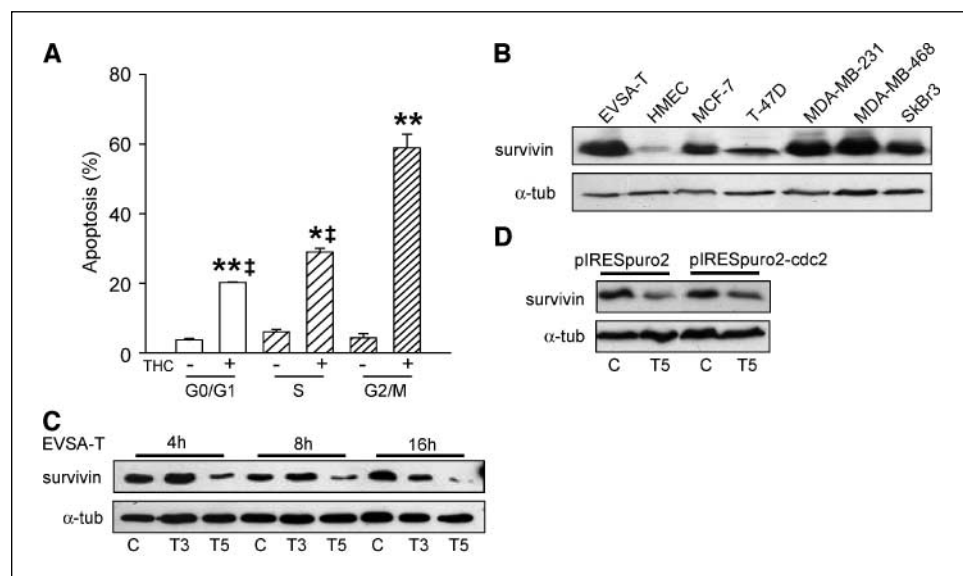 A
80
60
40
20
0
Apoptosis (%)
**‡
*‡
**
THC - + - + - +
G0/G1 S G2/M
B
EVSA-T HMEC MCF-7 T-47D MDA-MB-231 MDA-MB-468 SkBr3
survivin
α-tub
D
pIRESpuro2 pIRESpuro2-cdc2
survivin
α-tub
C T5 C T5
C
EVSA-T 4h 8h 16h
survivin
α-tub
C T3 T5 C T3 T5 C T3 T5